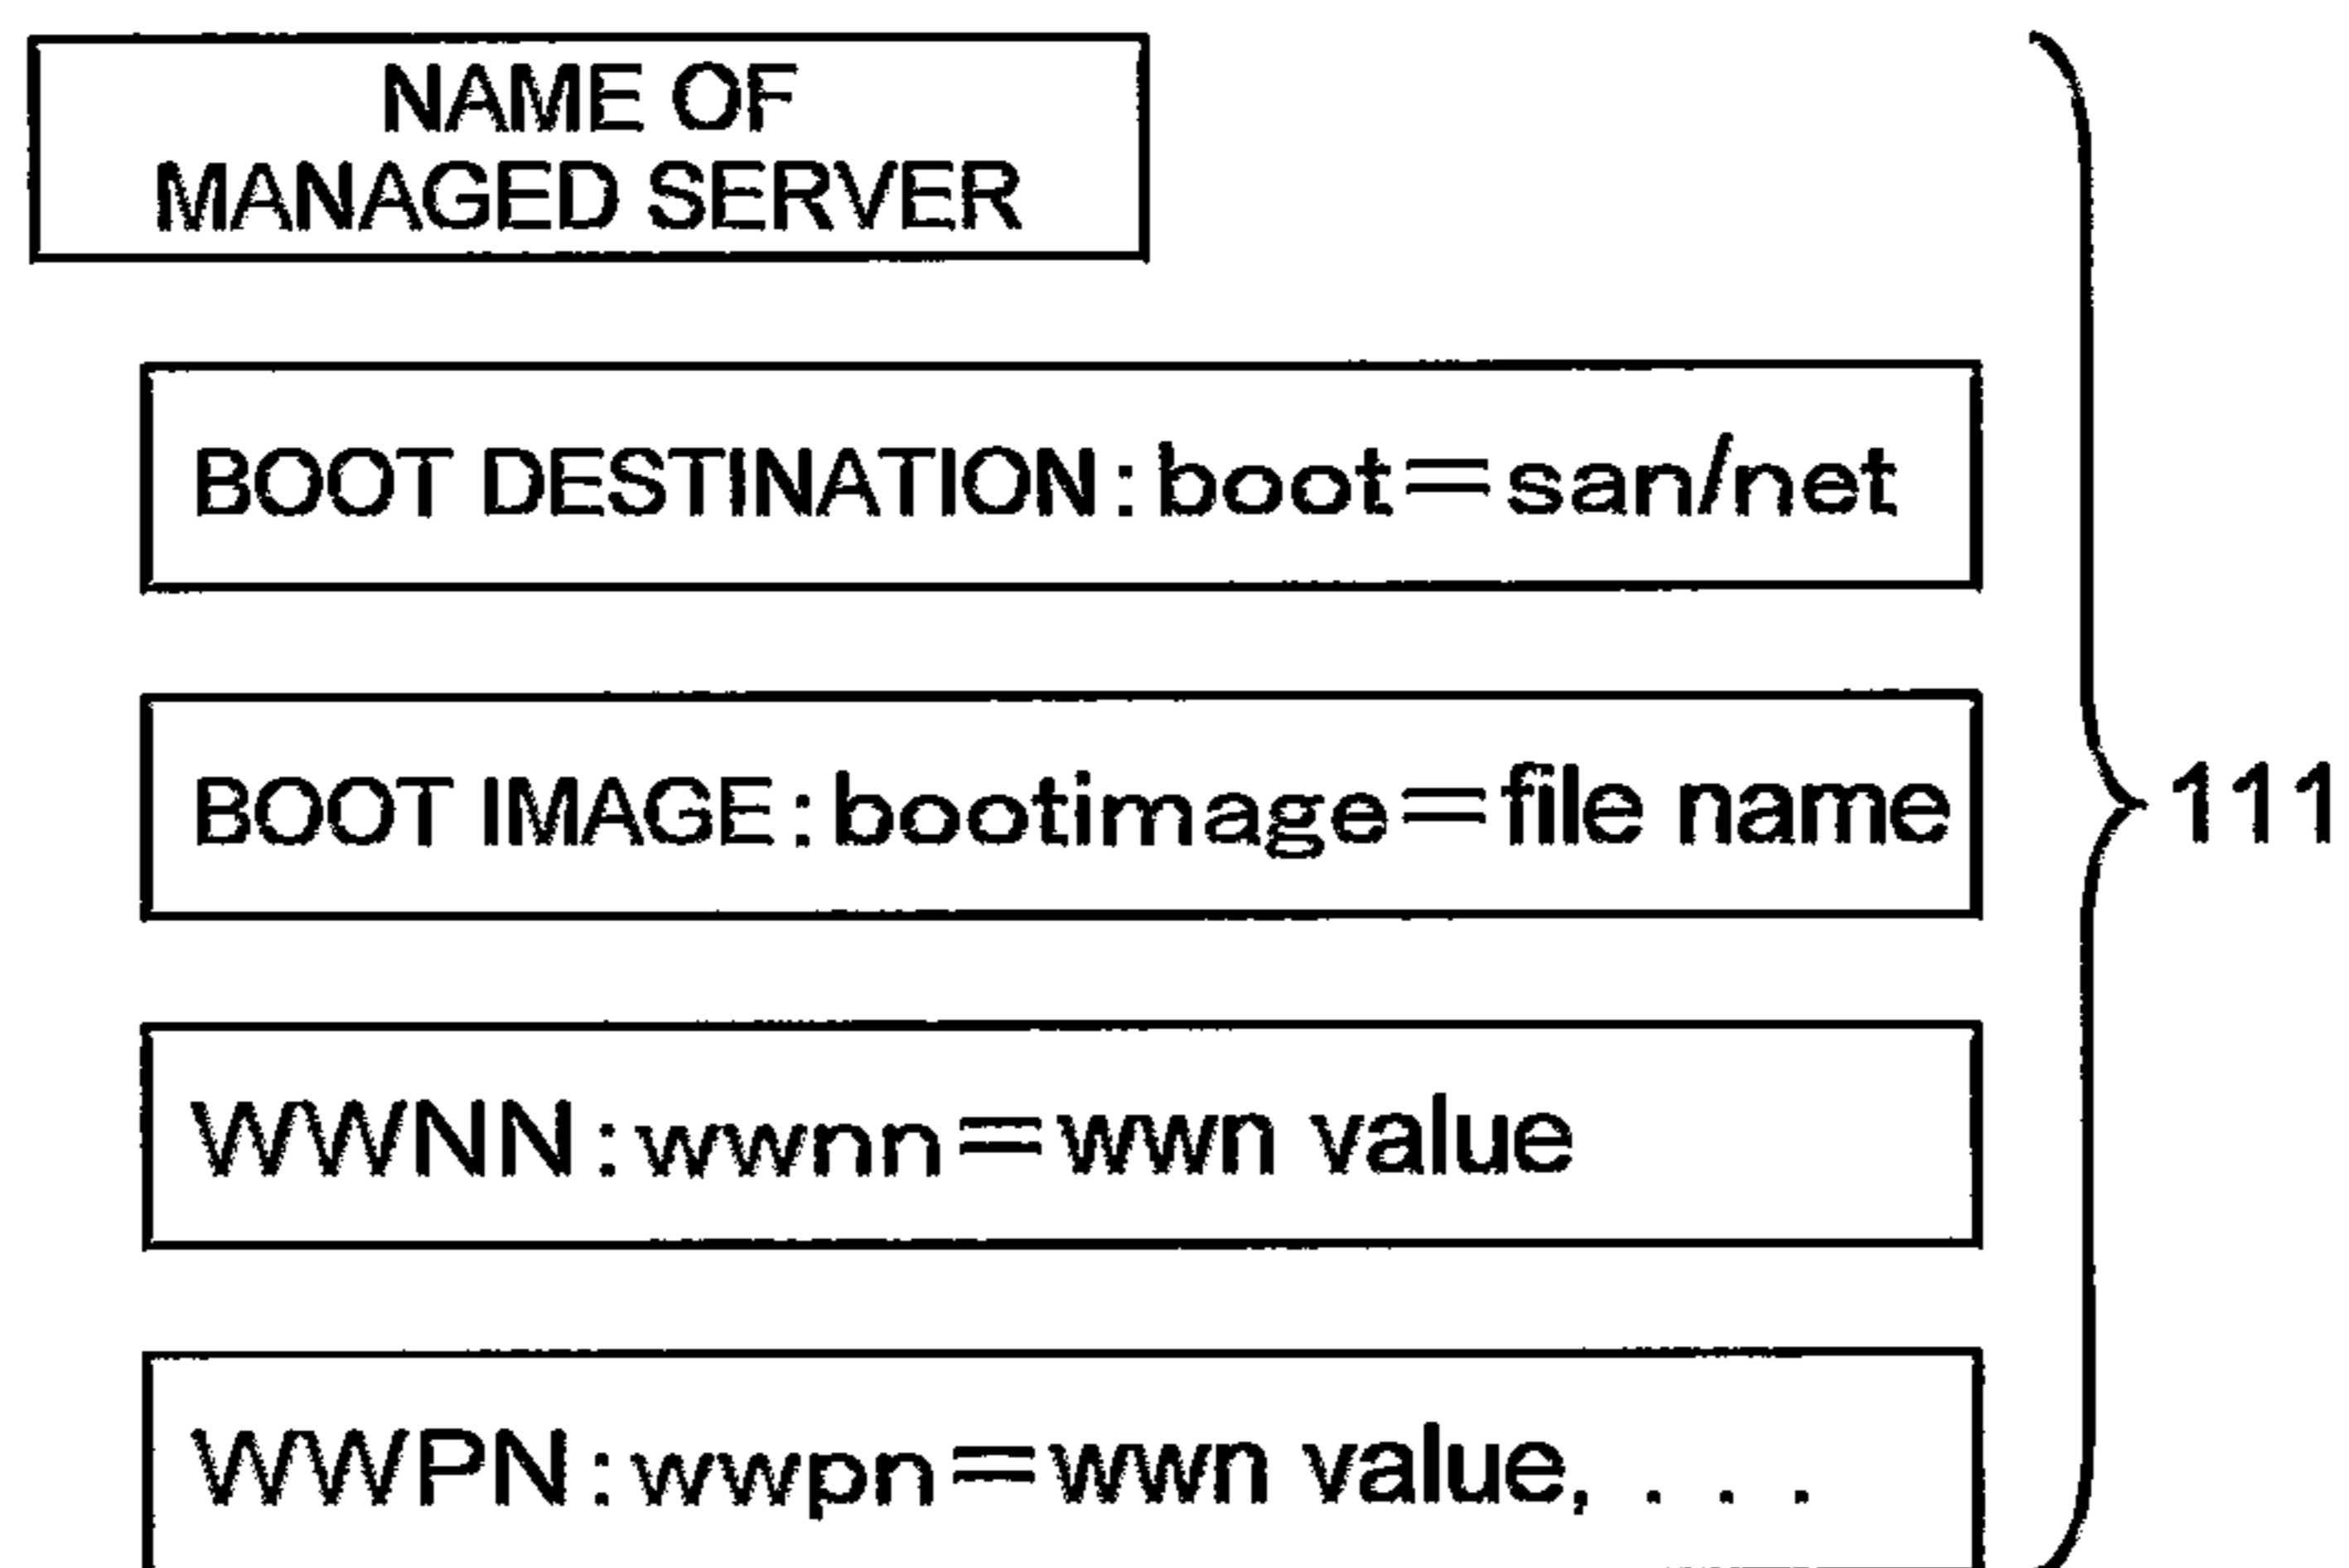 NAME OF
MANAGED SERVER
BOOT DESTINATION:boot=san/net
BOOT IMAGE:bootimage=file name
111
WWNN:wwnn=wwn value
WWPN:wwpn=wwn value, . . .